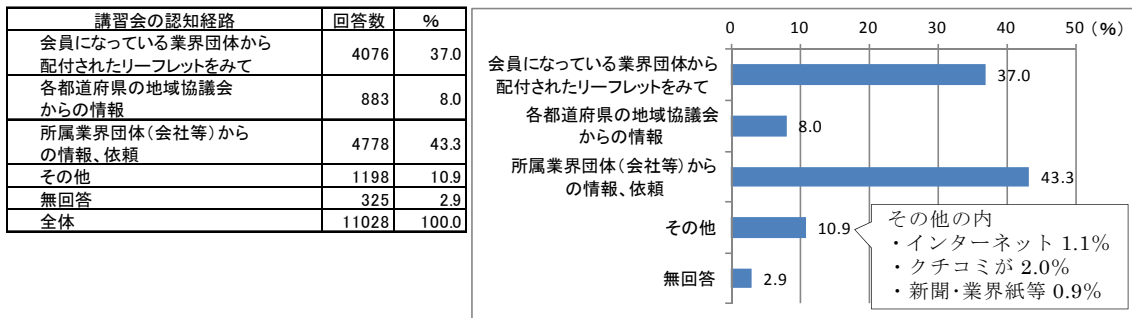 講習会の認知経路 回答数 %
会員になっている業界団体から
配付されたリーフレットをみて 4076 37.0
各都道府県の地域協議会
からの情報 883 8.0
所属業界団体(会社等)から
の情報、依頼 4778 43.3
その他 1198 10.9
無回答 325 2.9
全体 11028 100.0
0 10 20 30 40 50 (%)
会員になっている業界団体から
配付されたリーフレットをみて
37.0
各都道府県の地域協議会
からの情報
8.0
所属業界団体(会社等)から
の情報、依頼
43.3
その他
10.9
無回答
2.9
その他の内
・インターネット 1.1%
・クチコミが 2.0%
・新聞・業界紙等 0.9%